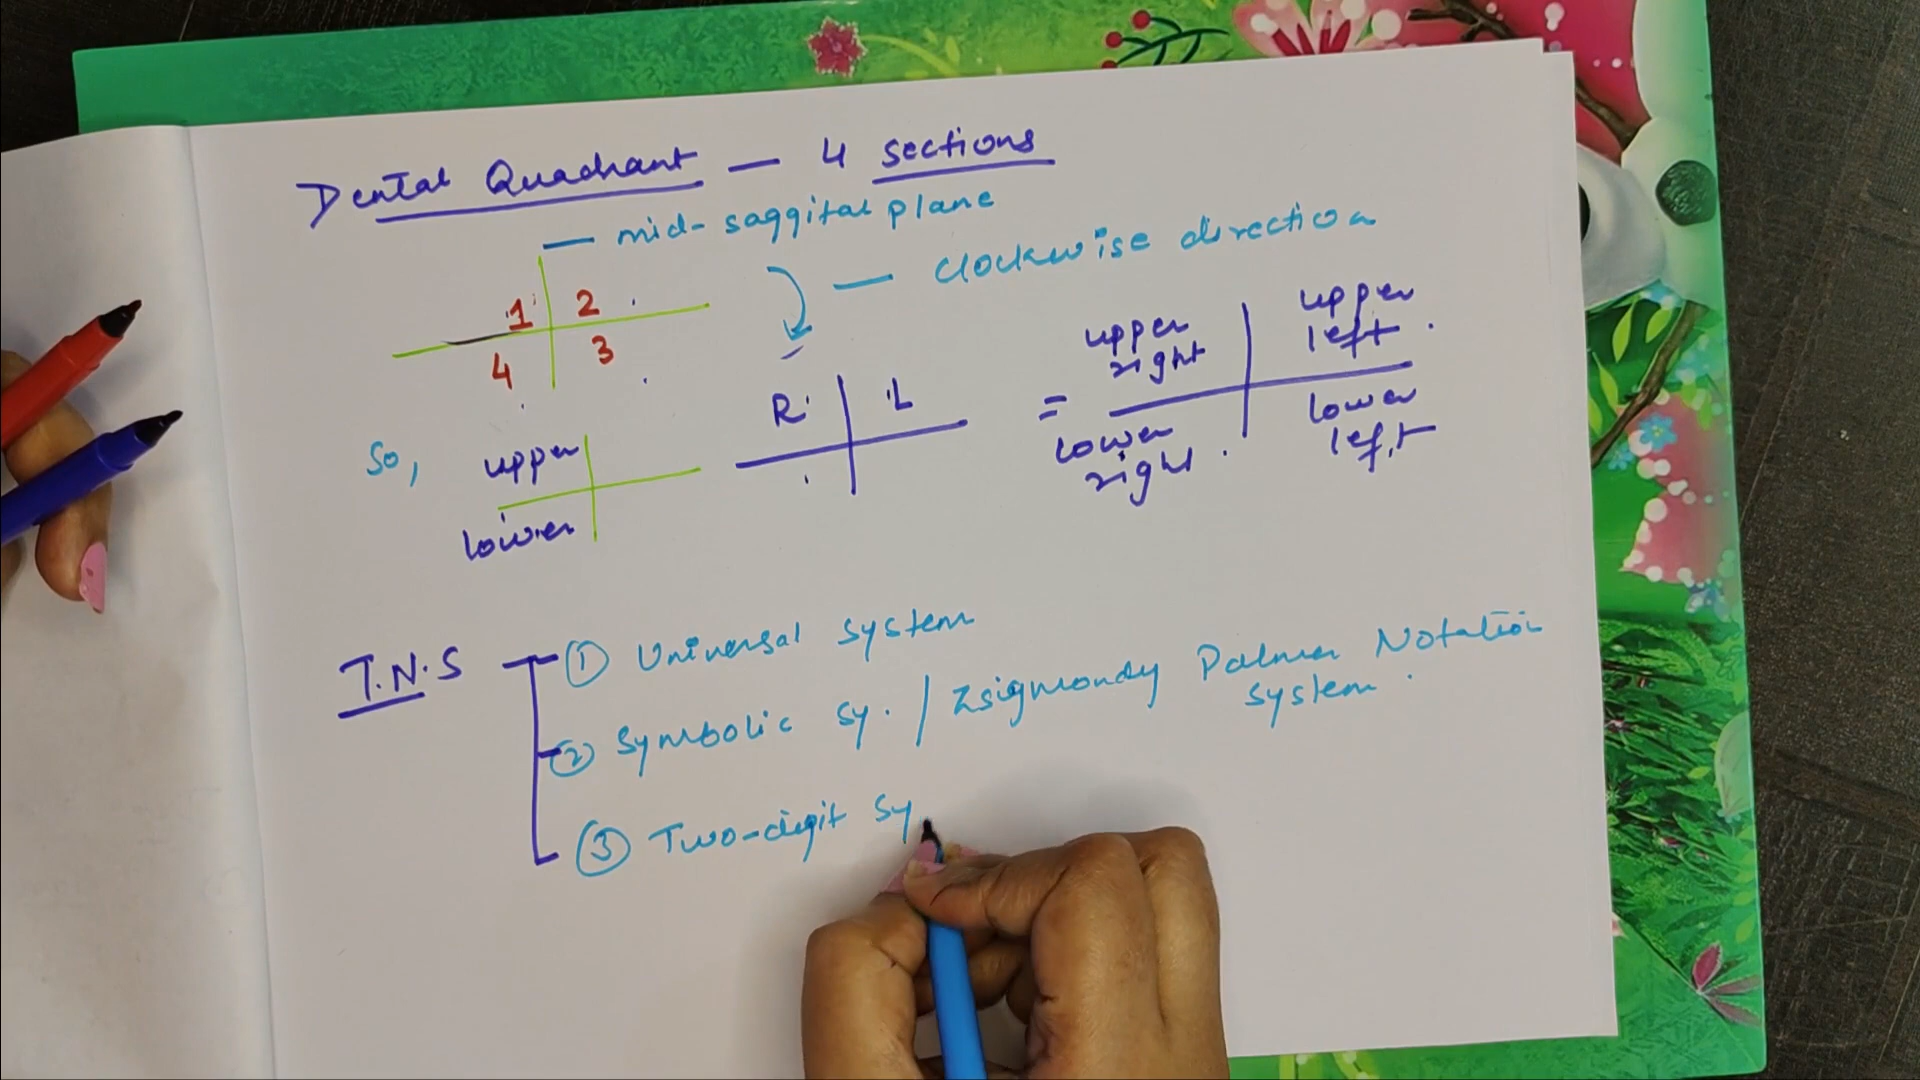 Dental Quadrant — 4 sections
— mid-saggital plane
— clockwise direction
1 2
4 3
So,
upper
lower
R L
=
upper right
upper left.
lower right.
lower left
T.N.S
① Universal system
② Symbolic sy. / Zsigmondy Palmer Notation
system.
③ Two-digit sy